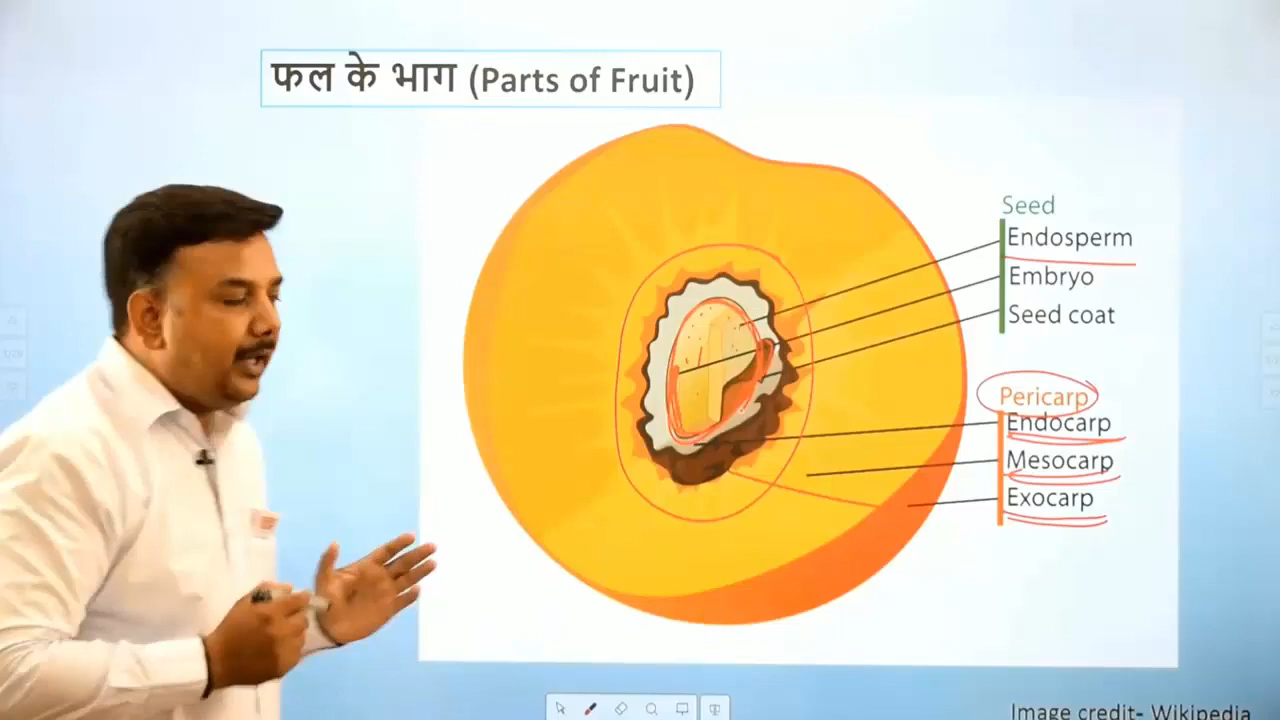 फल के भाग (Parts of Fruit)
Seed
Endosperm
Embryo
Seed coat
Pericarp
Endocarp
Mesocarp
Exocarp
Image credit- Wikipedia